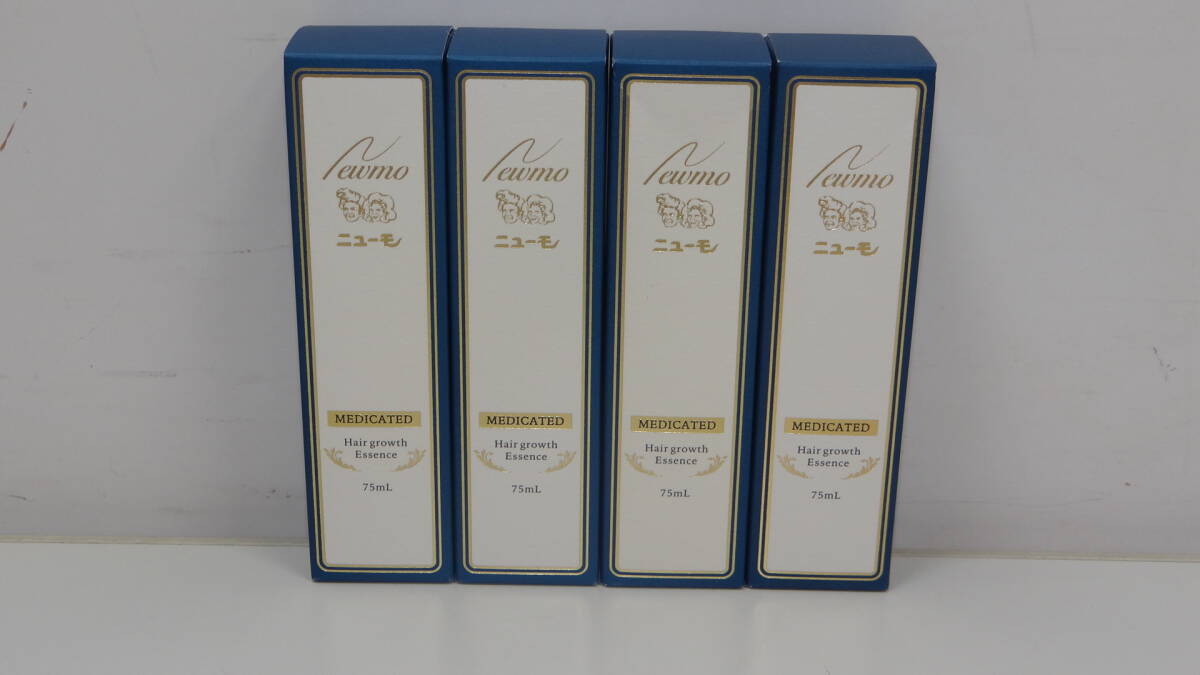 Newmo
ニューモ
MEDICATED
Hair growth
Essence
75mL
Newmo
ニューモ
MEDICATED
Hair growth
Essence
75mL
Newmo
ニューモ
MEDICATED
Hair growth
Essence
75mL
Newmo
ニューモ
MEDICATED
Hair growth
Essence
75mL